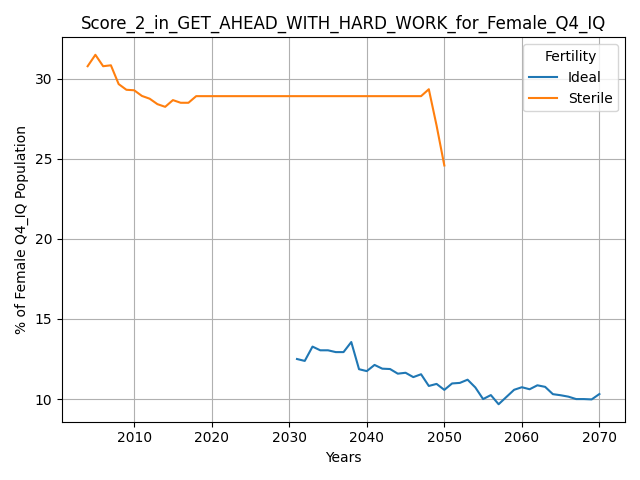 Score_2_in_GET_AHEAD_WITH_HARD_WORK_for_Female_Q4_IQ
Fertility
Ideal
Sterile
% of Female Q4_IQ Population
30
25
20
15
10
2010 2020 2030 2040 2050 2060 2070
Years